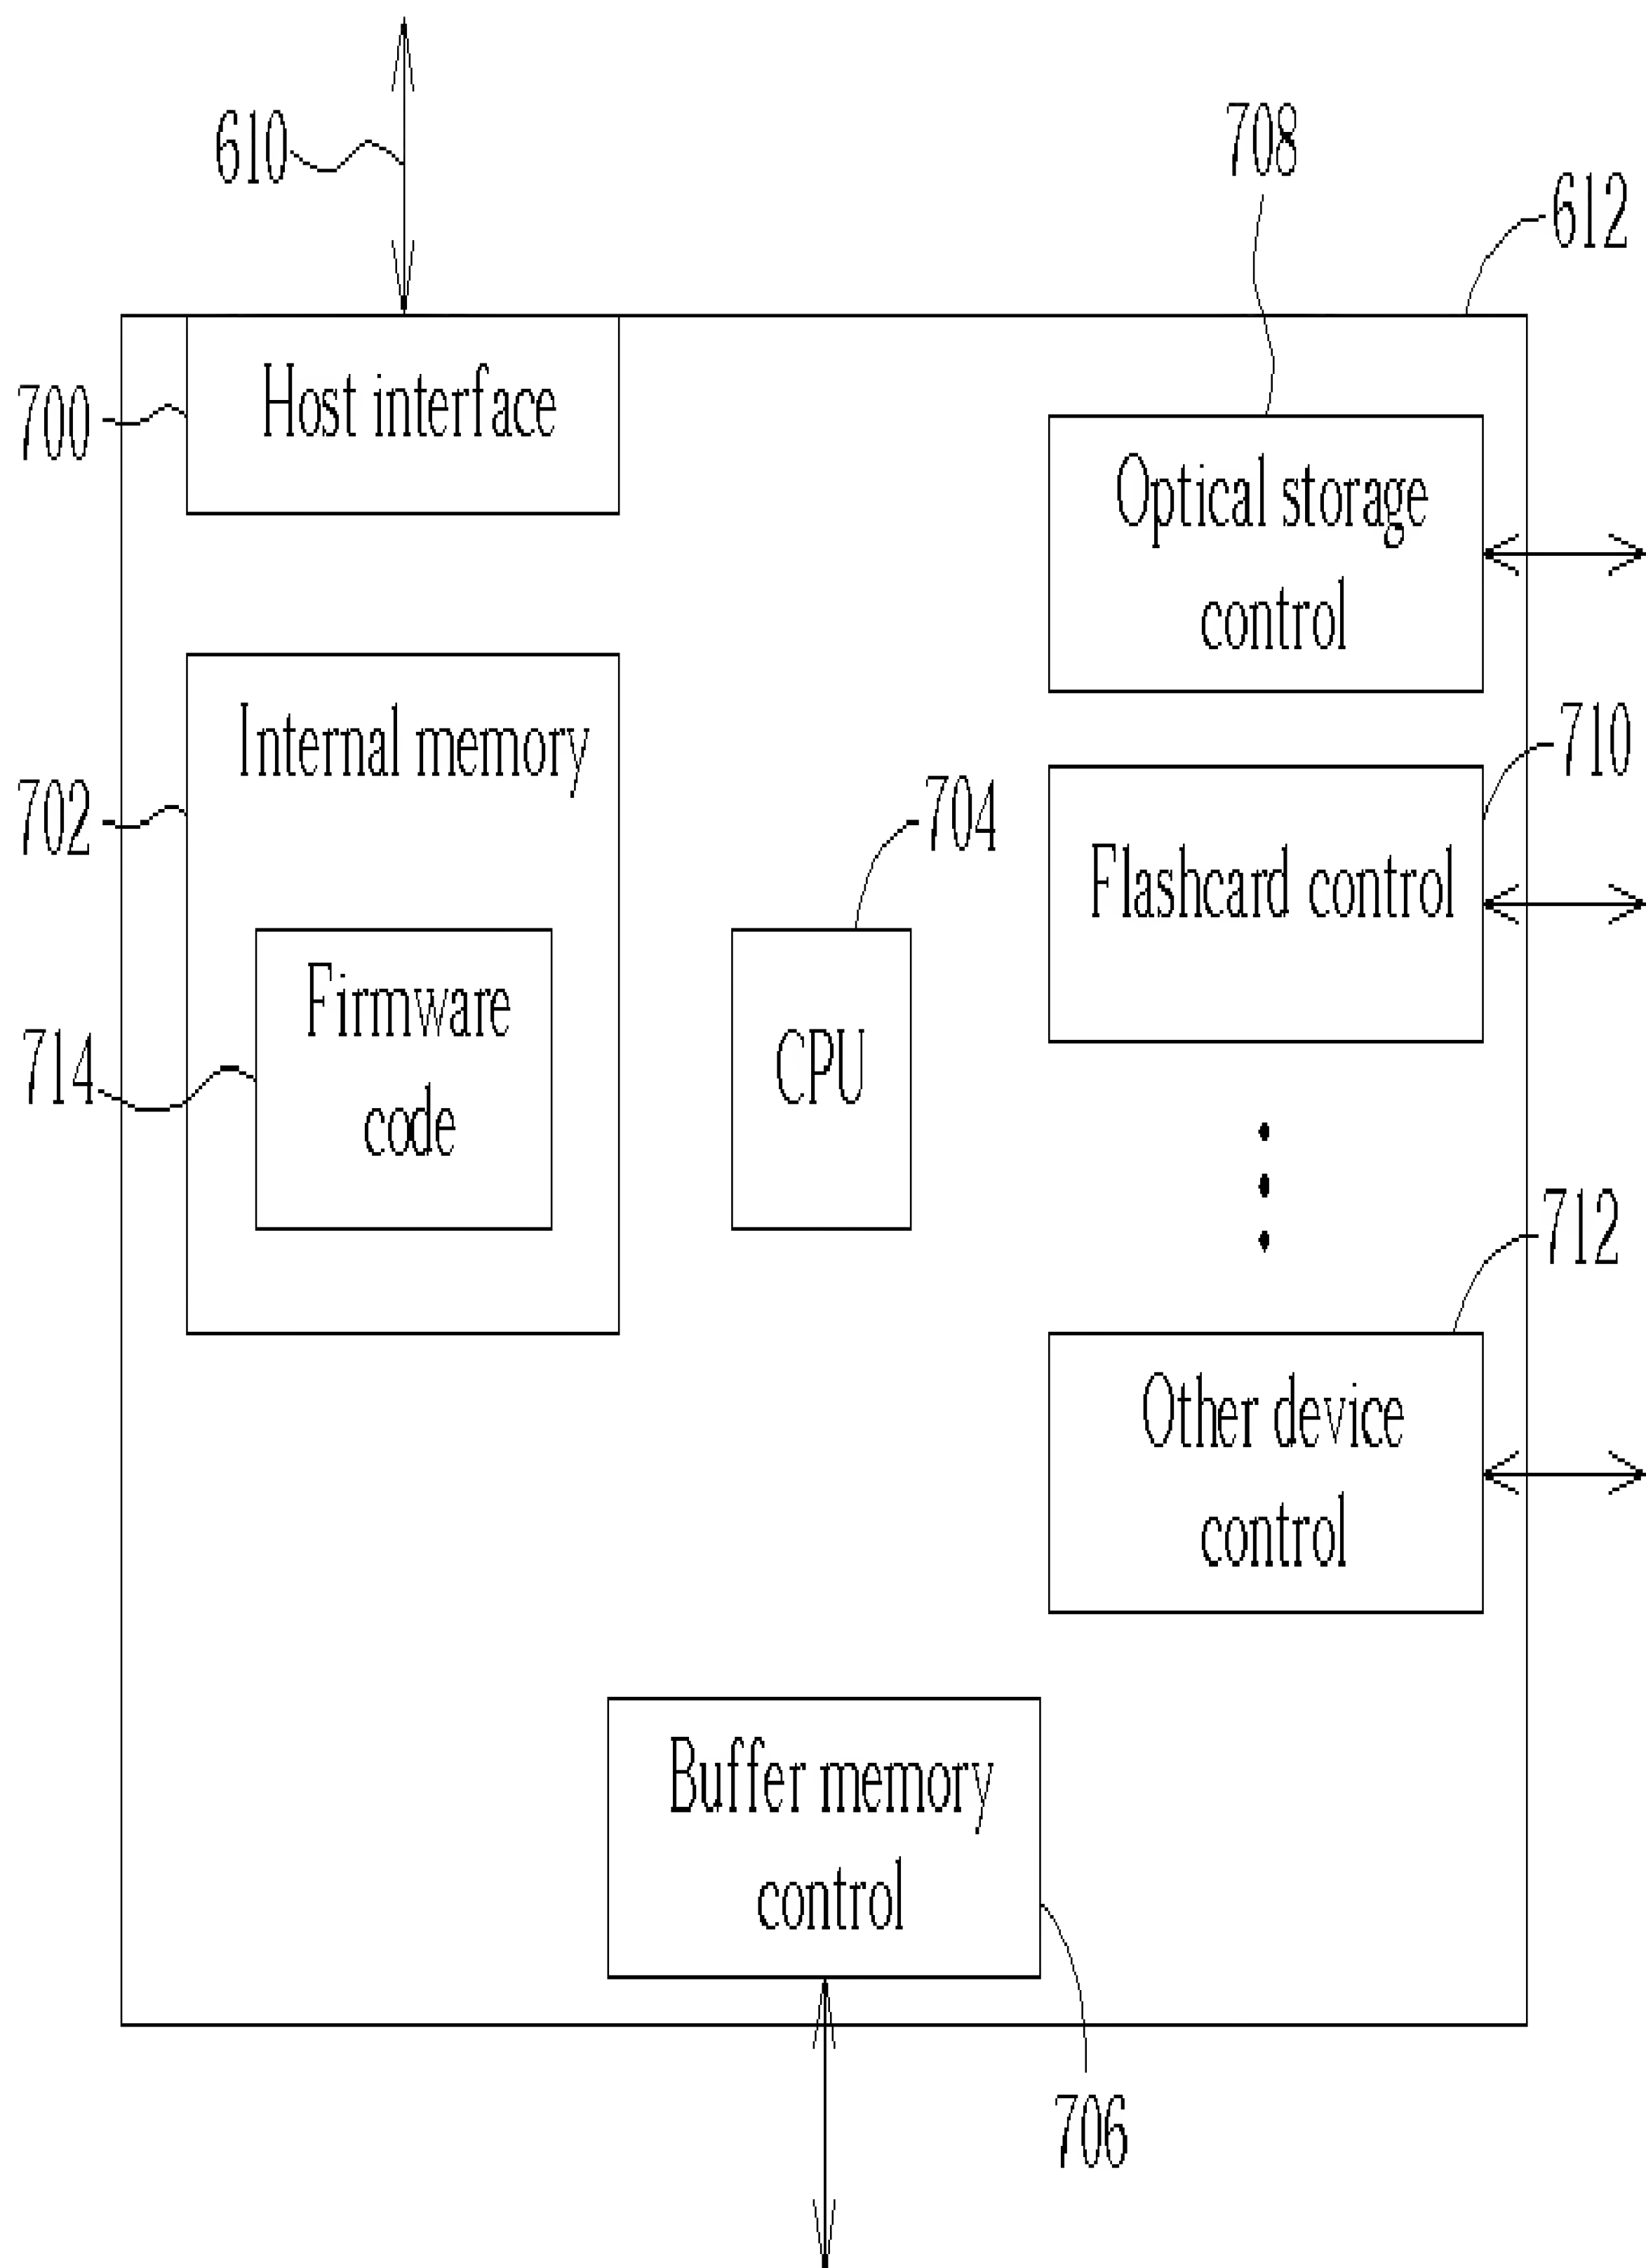 610
708
612
700
Host interface
Optical storage
control
702
Internal memory
710
704
Flashcard control
714
Firmware
code
CPU
712
Other device
control
Buffer memory
control
706